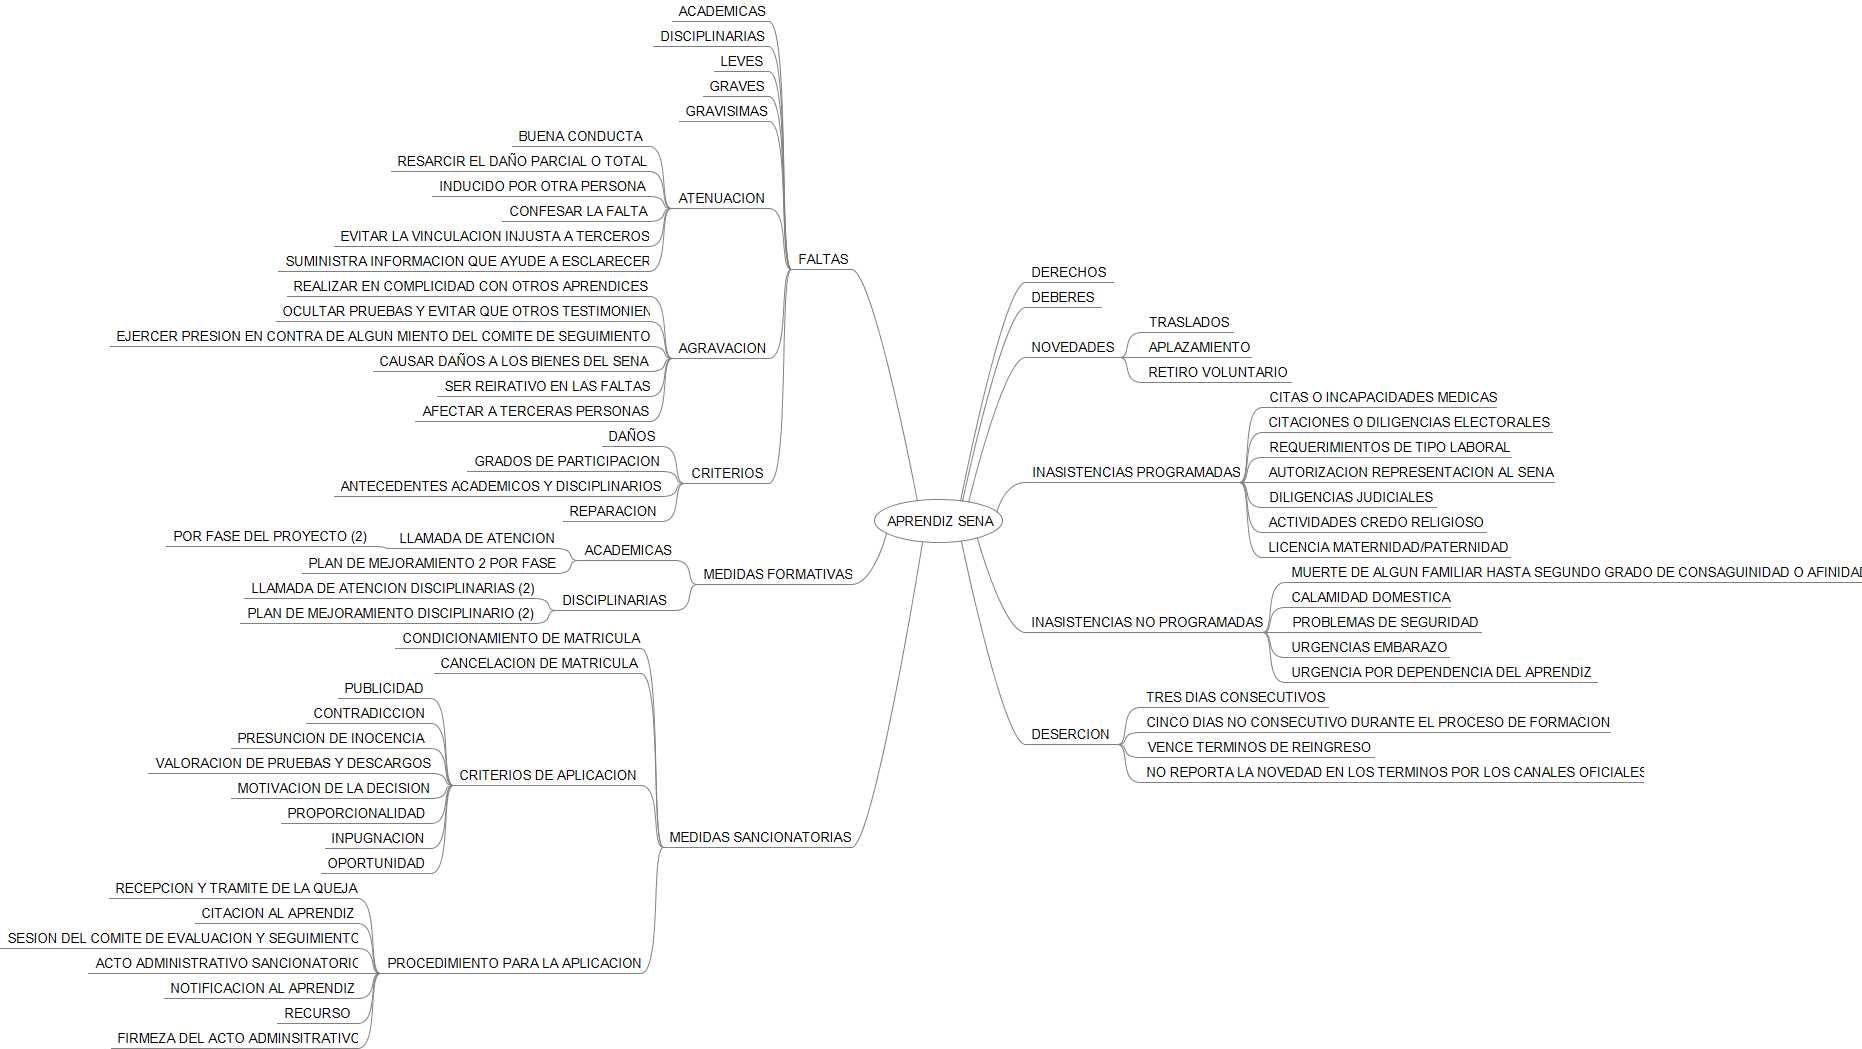 ACADEMICAS
DISCIPLINARIAS
LEVES
GRAVES
GRAVISIMAS
BUENA CONDUCTA
RESARCIR EL DAÑO PARCIAL O TOTAL
INDUCIDO POR OTRA PERSONA
CONFESAR LA FALTA
EVITAR LA VINCULACION INJUSTA A TERCEROS
SUMINISTRA INFORMACION QUE AYUDE A ESCLARECER
ATENUACION
REALIZAR EN COMPLICIDAD CON OTROS APRENDICES
OCULTAR PRUEBAS Y EVITAR QUE OTROS TESTIMONIEN
EJERCER PRESION EN CONTRA DE ALGUN MIENTO DEL COMITE DE SEGUIMIENTO
CAUSAR DAÑOS A LOS BIENES DEL SENA
SER REIRATIVO EN LAS FALTAS
AFECTAR A TERCERAS PERSONAS
AGRAVACION
DAÑOS
GRADOS DE PARTICIPACION
ANTECEDENTES ACADEMICOS Y DISCIPLINARIOS
REPARACION
CRITERIOS
FALTAS
POR FASE DEL PROYECTO (2)
LLAMADA DE ATENCION
PLAN DE MEJORAMIENTO 2 POR FASE
ACADEMICAS
LLAMADA DE ATENCION DISCIPLINARIAS (2)
PLAN DE MEJORAMIENTO DISCIPLINARIO (2)
DISCIPLINARIAS
MEDIDAS FORMATIVAS
CONDICIONAMIENTO DE MATRICULA
CANCELACION DE MATRICULA
PUBLICIDAD
CONTRADICCION
PRESUNCION DE INOCENCIA
VALORACION DE PRUEBAS Y DESCARGOS
MOTIVACION DE LA DECISION
PROPORCIONALIDAD
INPUGNACION
OPORTUNIDAD
CRITERIOS DE APLICACION
RECEPCION Y TRAMITE DE LA QUEJA
CITACION AL APRENDIZ
SESION DEL COMITE DE EVALUACION Y SEGUIMIENTO
ACTO ADMINISTRATIVO SANCIONATORIO
NOTIFICACION AL APRENDIZ
RECURSO
FIRMEZA DEL ACTO ADMINSITRATIVO
PROCEDIMIENTO PARA LA APLICACION
MEDIDAS SANCIONATORIAS
APRENDIZ SENA
DERECHOS
DEBERES
NOVEDADES
TRASLADOS
APLAZAMIENTO
RETIRO VOLUNTARIO
INASISTENCIAS PROGRAMADAS
CITAS O INCAPACIDADES MEDICAS
CITACIONES O DILIGENCIAS ELECTORALES
REQUERIMIENTOS DE TIPO LABORAL
AUTORIZACION REPRESENTACION AL SENA
DILIGENCIAS JUDICIALES
ACTIVIDADES CREDO RELIGIOSO
LICENCIA MATERNIDAD/PATERNIDAD
INASISTENCIAS NO PROGRAMADAS
MUERTE DE ALGUN FAMILIAR HASTA SEGUNDO GRADO DE CONSAGUINIDAD O AFINIDAD
CALAMIDAD DOMESTICA
PROBLEMAS DE SEGURIDAD
URGENCIAS EMBARAZO
URGENCIA POR DEPENDENCIA DEL APRENDIZ
DESERCION
TRES DIAS CONSECUTIVOS
CINCO DIAS NO CONSECUTIVO DURANTE EL PROCESO DE FORMACION
VENCE TERMINOS DE REINGRESO
NO REPORTA LA NOVEDAD EN LOS TERMINOS POR LOS CANALES OFICIALES